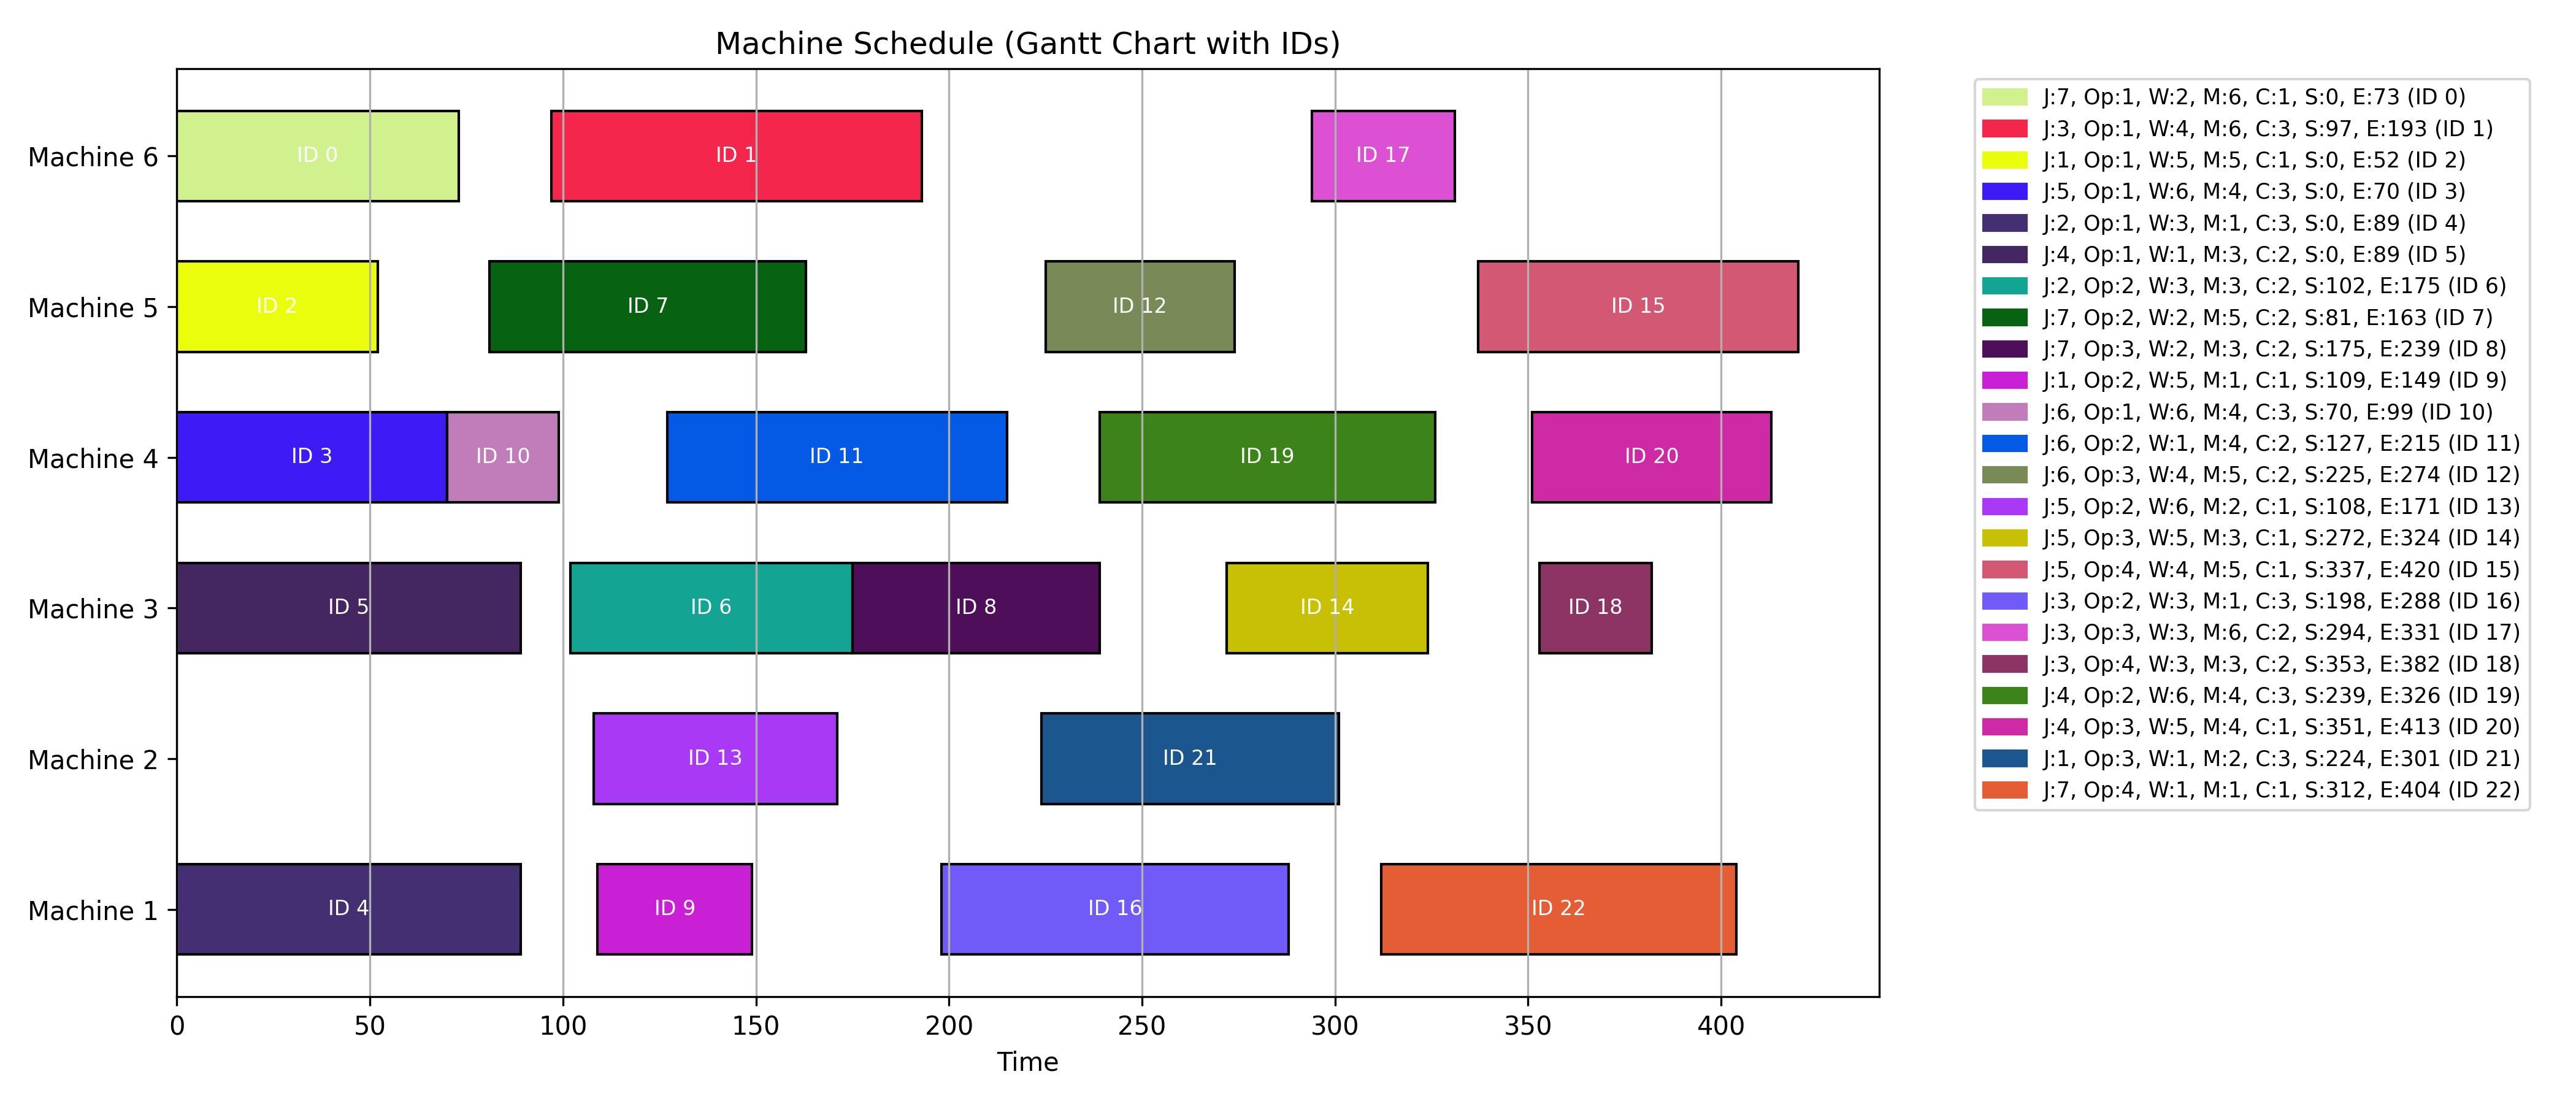 Machine Schedule (Gantt Chart with IDs)
Machine 6
ID 0
ID 1
ID 17
Machine 5
ID 2
ID 7
ID 12
ID 15
Machine 4
ID 3
ID 10
ID 11
ID 19
ID 20
Machine 3
ID 5
ID 6
ID 8
ID 14
ID 18
Machine 2
ID 13
ID 21
Machine 1
ID 4
ID 9
ID 16
ID 22
0 50 100 150 200 250 300 350 400
Time
J:7, Op:1, W:2, M:6, C:1, S:0, E:73 (ID 0)
J:3, Op:1, W:4, M:6, C:3, S:97, E:193 (ID 1)
J:1, Op:1, W:5, M:5, C:1, S:0, E:52 (ID 2)
J:5, Op:1, W:6, M:4, C:3, S:0, E:70 (ID 3)
J:2, Op:1, W:3, M:1, C:3, S:0, E:89 (ID 4)
J:4, Op:1, W:1, M:3, C:2, S:0, E:89 (ID 5)
J:2, Op:2, W:3, M:3, C:2, S:102, E:175 (ID 6)
J:7, Op:2, W:2, M:5, C:2, S:81, E:163 (ID 7)
J:7, Op:3, W:2, M:3, C:2, S:175, E:239 (ID 8)
J:1, Op:2, W:5, M:1, C:1, S:109, E:149 (ID 9)
J:6, Op:1, W:6, M:4, C:3, S:70, E:99 (ID 10)
J:6, Op:2, W:1, M:4, C:2, S:127, E:215 (ID 11)
J:6, Op:3, W:4, M:5, C:2, S:225, E:274 (ID 12)
J:5, Op:2, W:6, M:2, C:1, S:108, E:171 (ID 13)
J:5, Op:3, W:5, M:3, C:1, S:272, E:324 (ID 14)
J:5, Op:4, W:4, M:5, C:1, S:337, E:420 (ID 15)
J:3, Op:2, W:3, M:1, C:3, S:198, E:288 (ID 16)
J:3, Op:3, W:3, M:6, C:2, S:294, E:331 (ID 17)
J:3, Op:4, W:3, M:3, C:2, S:353, E:382 (ID 18)
J:4, Op:2, W:6, M:4, C:3, S:239, E:326 (ID 19)
J:4, Op:3, W:5, M:4, C:1, S:351, E:413 (ID 20)
J:1, Op:3, W:1, M:2, C:3, S:224, E:301 (ID 21)
J:7, Op:4, W:1, M:1, C:1, S:312, E:404 (ID 22)